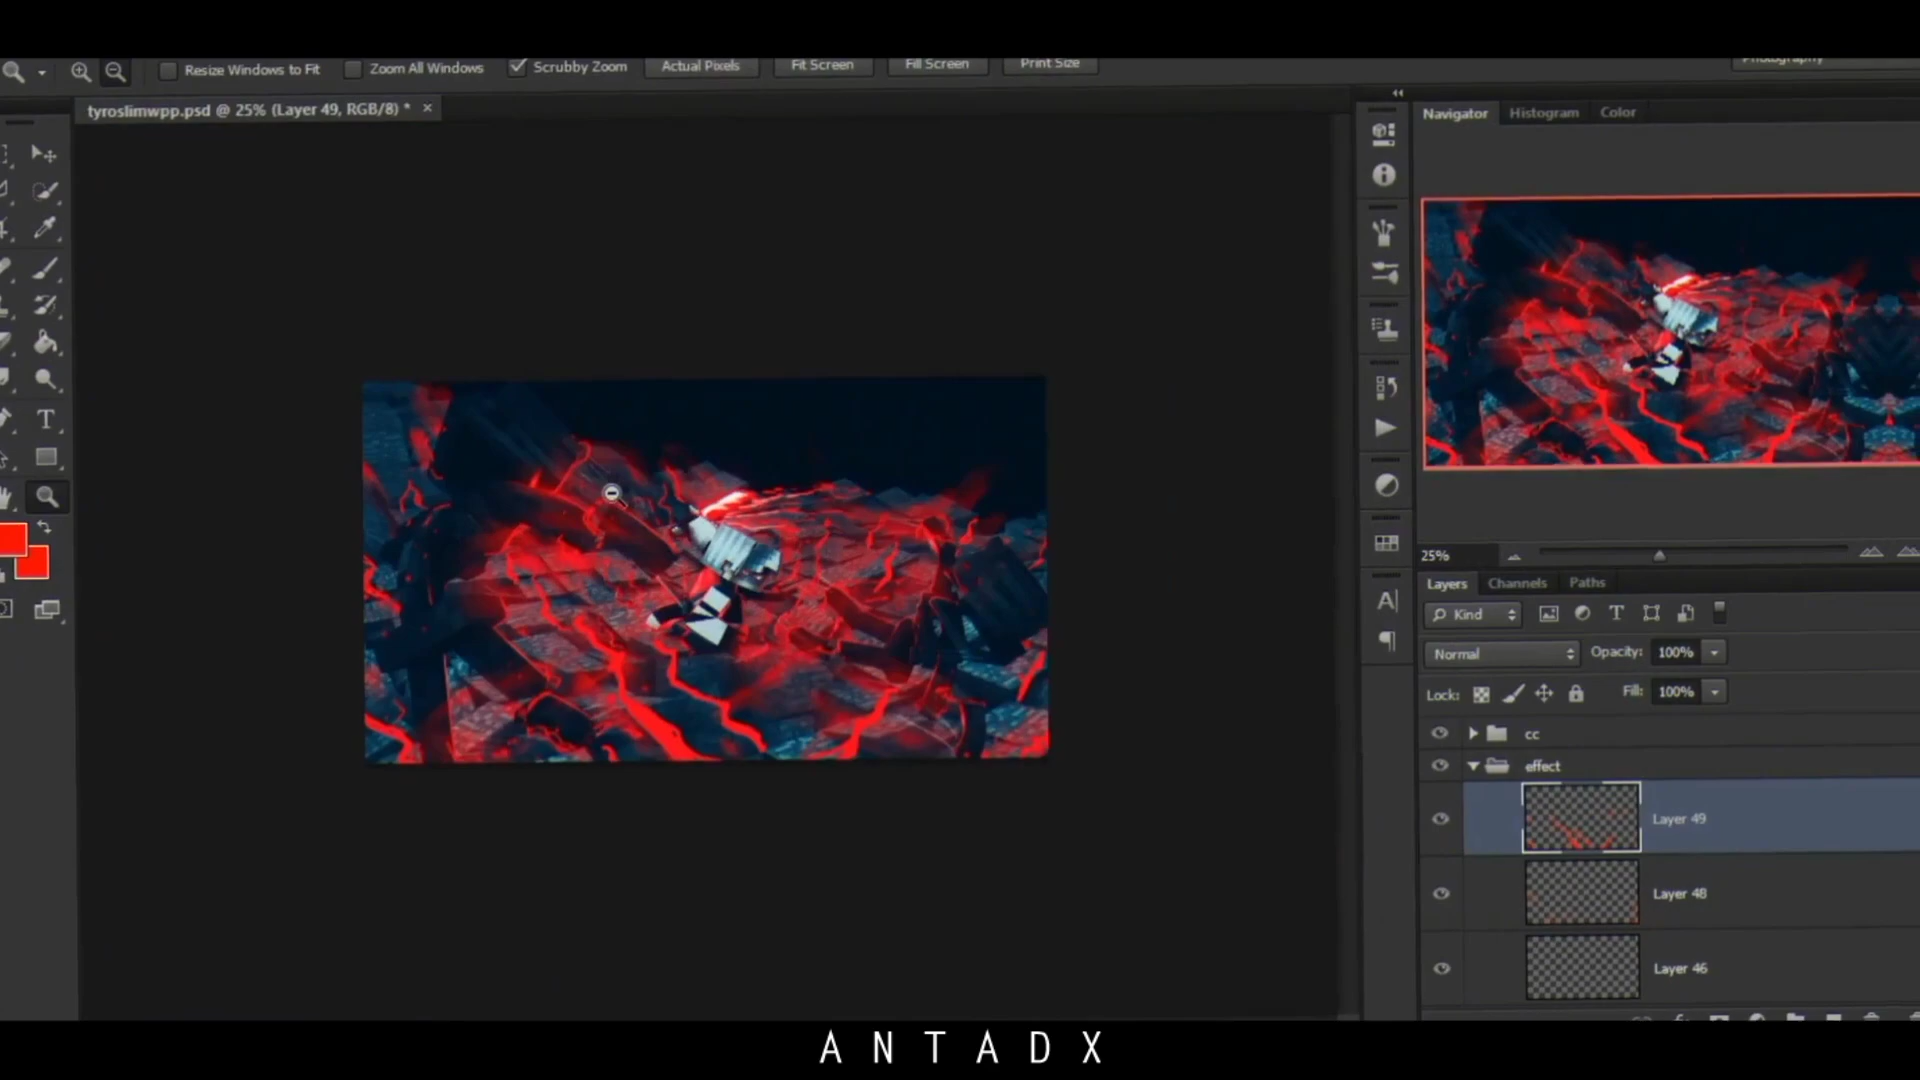 Resize Windows to Fit
Zoom All Windows
Scrubby Zoom
Actual Pixels
Fit Screen
Fill Screen
Print Size
Photography
tyroslimwpp.psd @ 25% (Layer 49, RGB/8) *
Navigator
Histogram
Color
25%
Layers
Channels
Paths
Kind
Normal
Opacity: 100%
Lock:
Fill: 100%
cc
effect
Layer 49
Layer 48
Layer 46
ANTADX